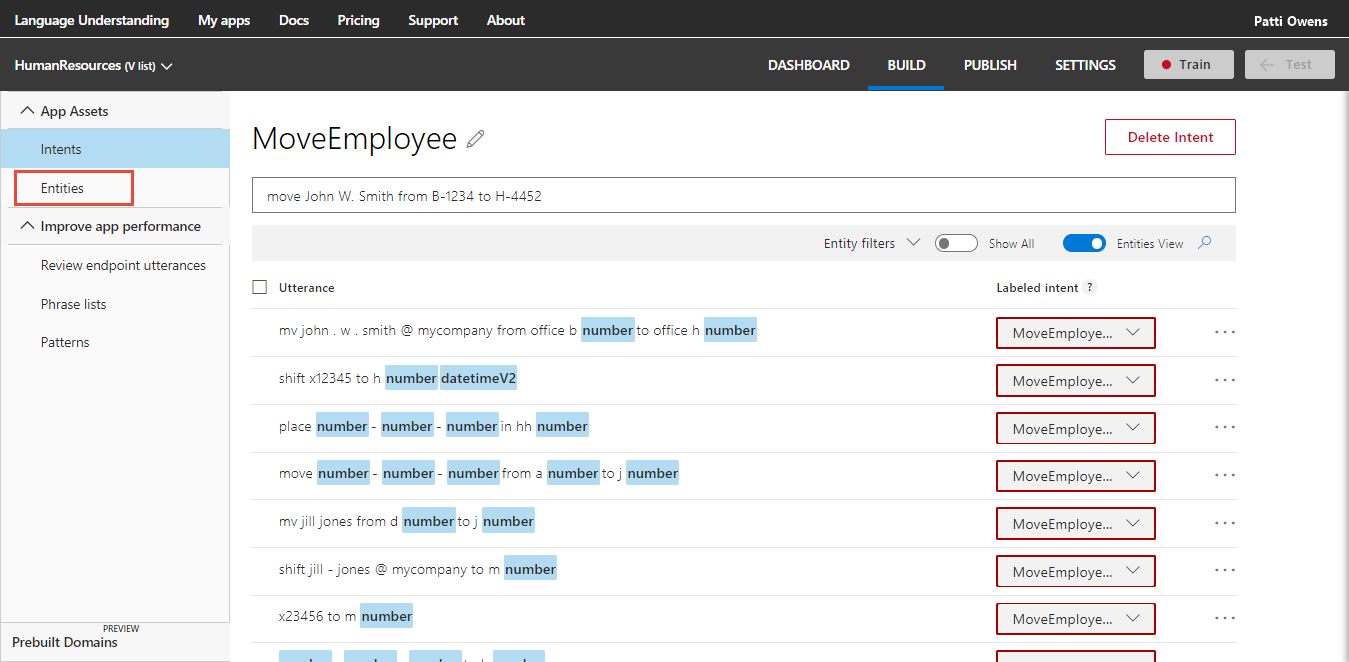 Language Understanding My apps Docs Pricing Support About Patti Owens
HumanResources (V list) DASHBOARD BUILD PUBLISH SETTINGS Train Test
App Assets
Intents
Entities
Improve app performance
Review endpoint utterances
Phrase lists
Patterns
PREVIEW
Prebuilt Domains
MoveEmployee Delete Intent
move John W. Smith from B-1234 to H-4452
Entity filters Show All Entities View
Utterance Labeled intent ?
mv john . w . smith @ mycompany from office b number to office h number MoveEmploye... ...
shift x12345 to h number datetimeV2 MoveEmploye... ...
place number - number - number in hh number MoveEmploye... ...
move number - number - number from a number to j number MoveEmploye... ...
mv jill jones from d number to j number MoveEmploye... ...
shift jill - jones @ mycompany to m number MoveEmploye... ...
x23456 to m number MoveEmploye... ...